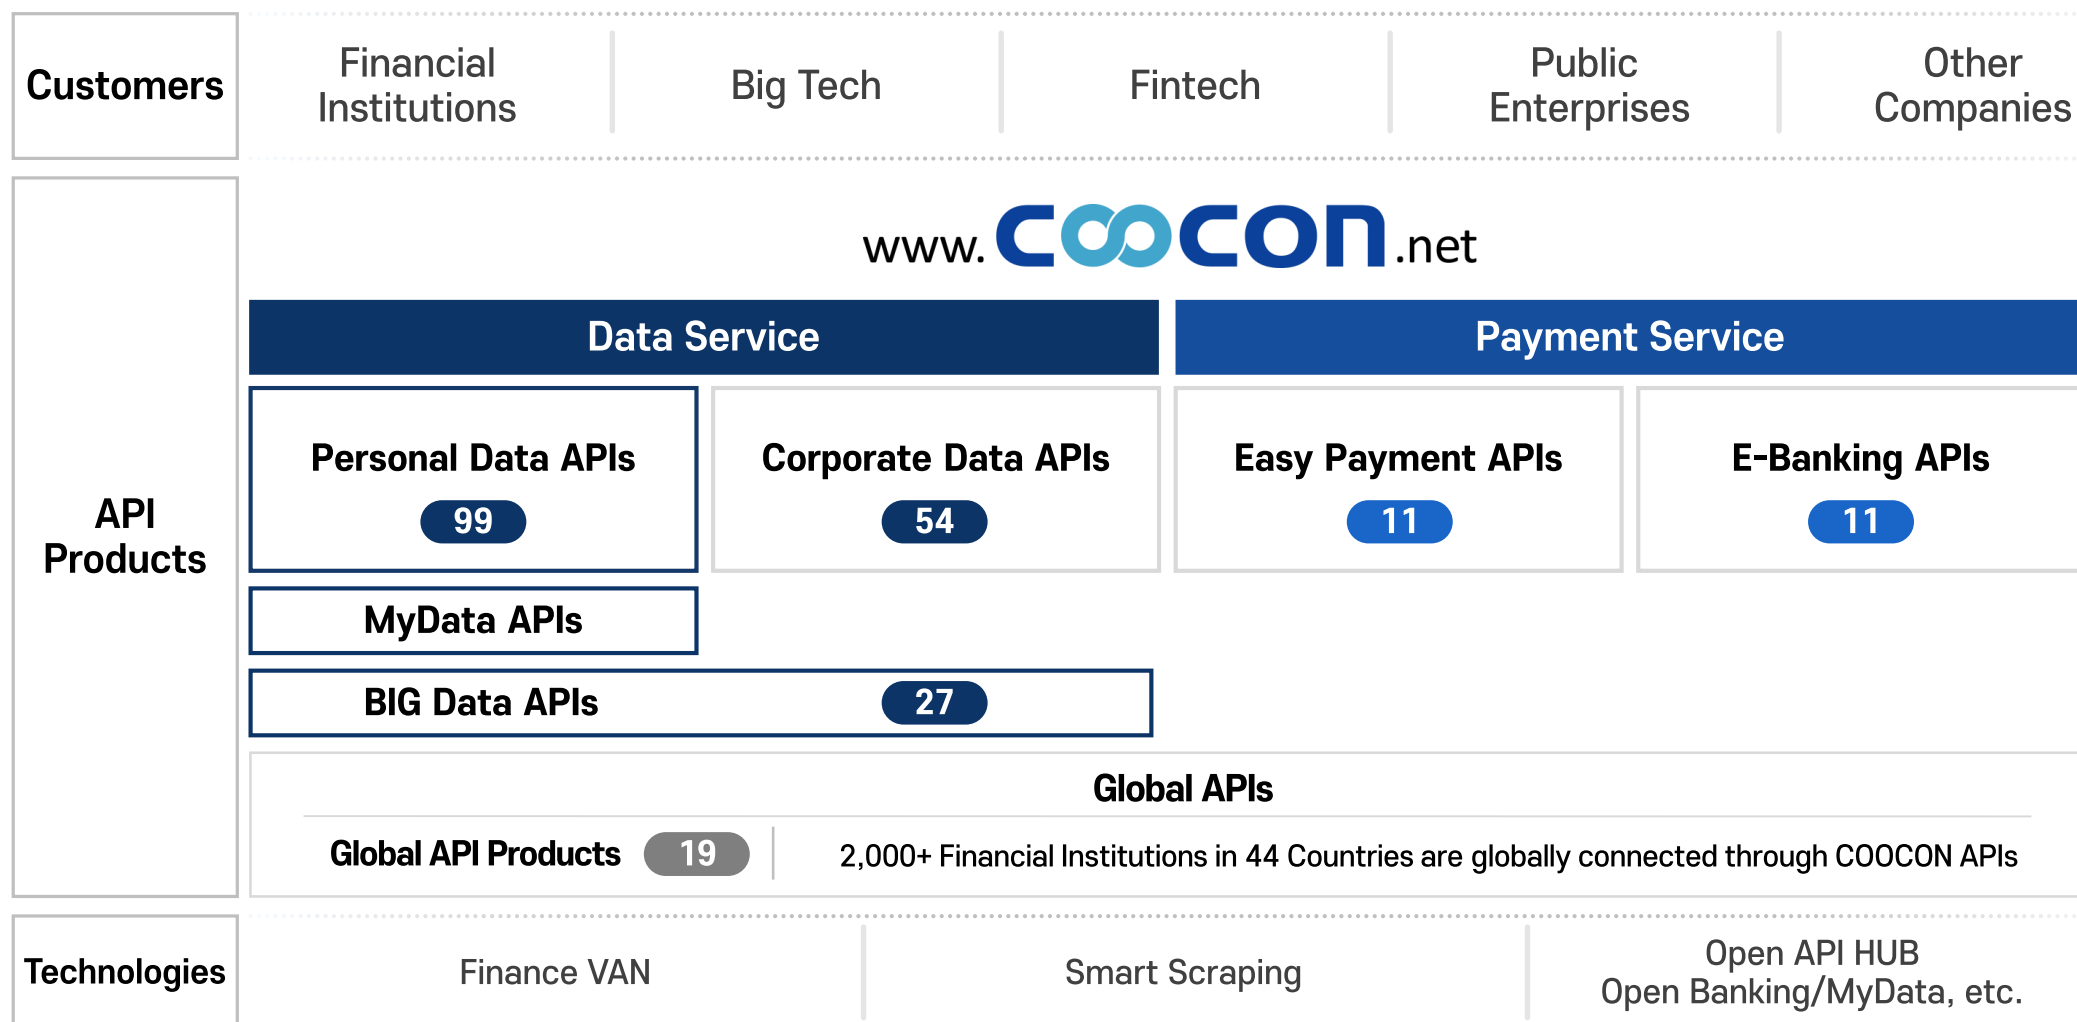 Customers
Financial
Institutions
Big Tech
Fintech
Public
Enterprises
Other
Companies
API
Products
www.coocon.net
Data Service
Payment Service
Personal Data APIs
99
Corporate Data APIs
54
Easy Payment APIs
11
E-Banking APIs
11
MyData APIs
BIG Data APIs
27
Global APIs
Global API Products
19
2,000+ Financial Institutions in 44 Countries are globally connected through COOCON APIs
Technologies
Finance VAN
Smart Scraping
Open API HUB
Open Banking/MyData, etc.